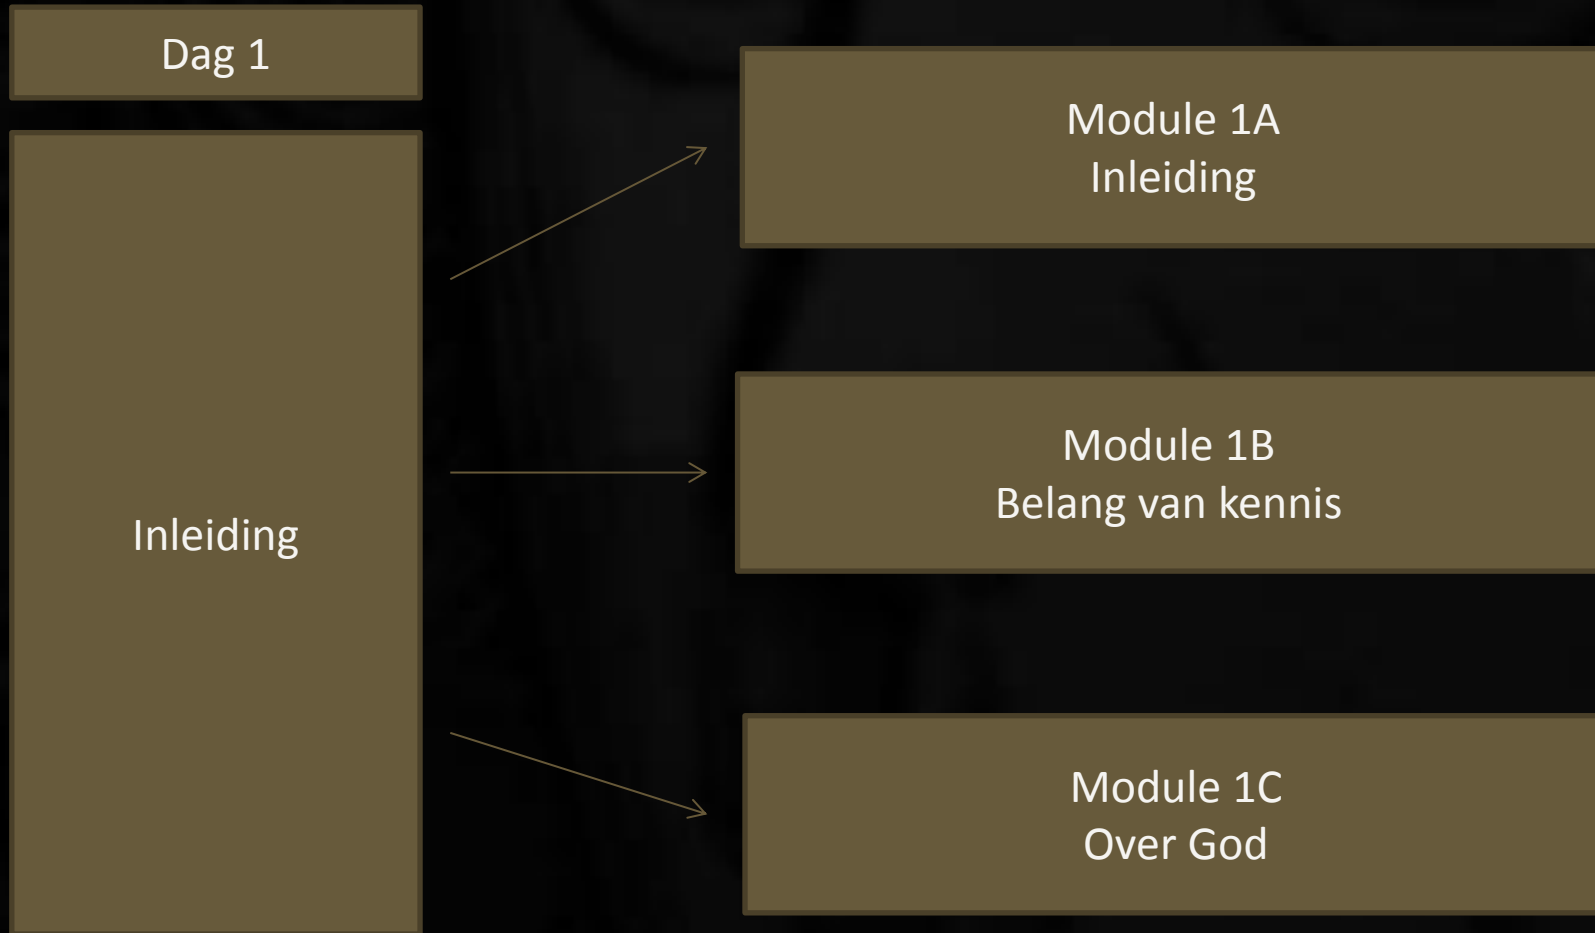 Dag 1
Inleiding
Module 1A
Inleiding
Module 1B
Belang van kennis
Module 1C
Over God